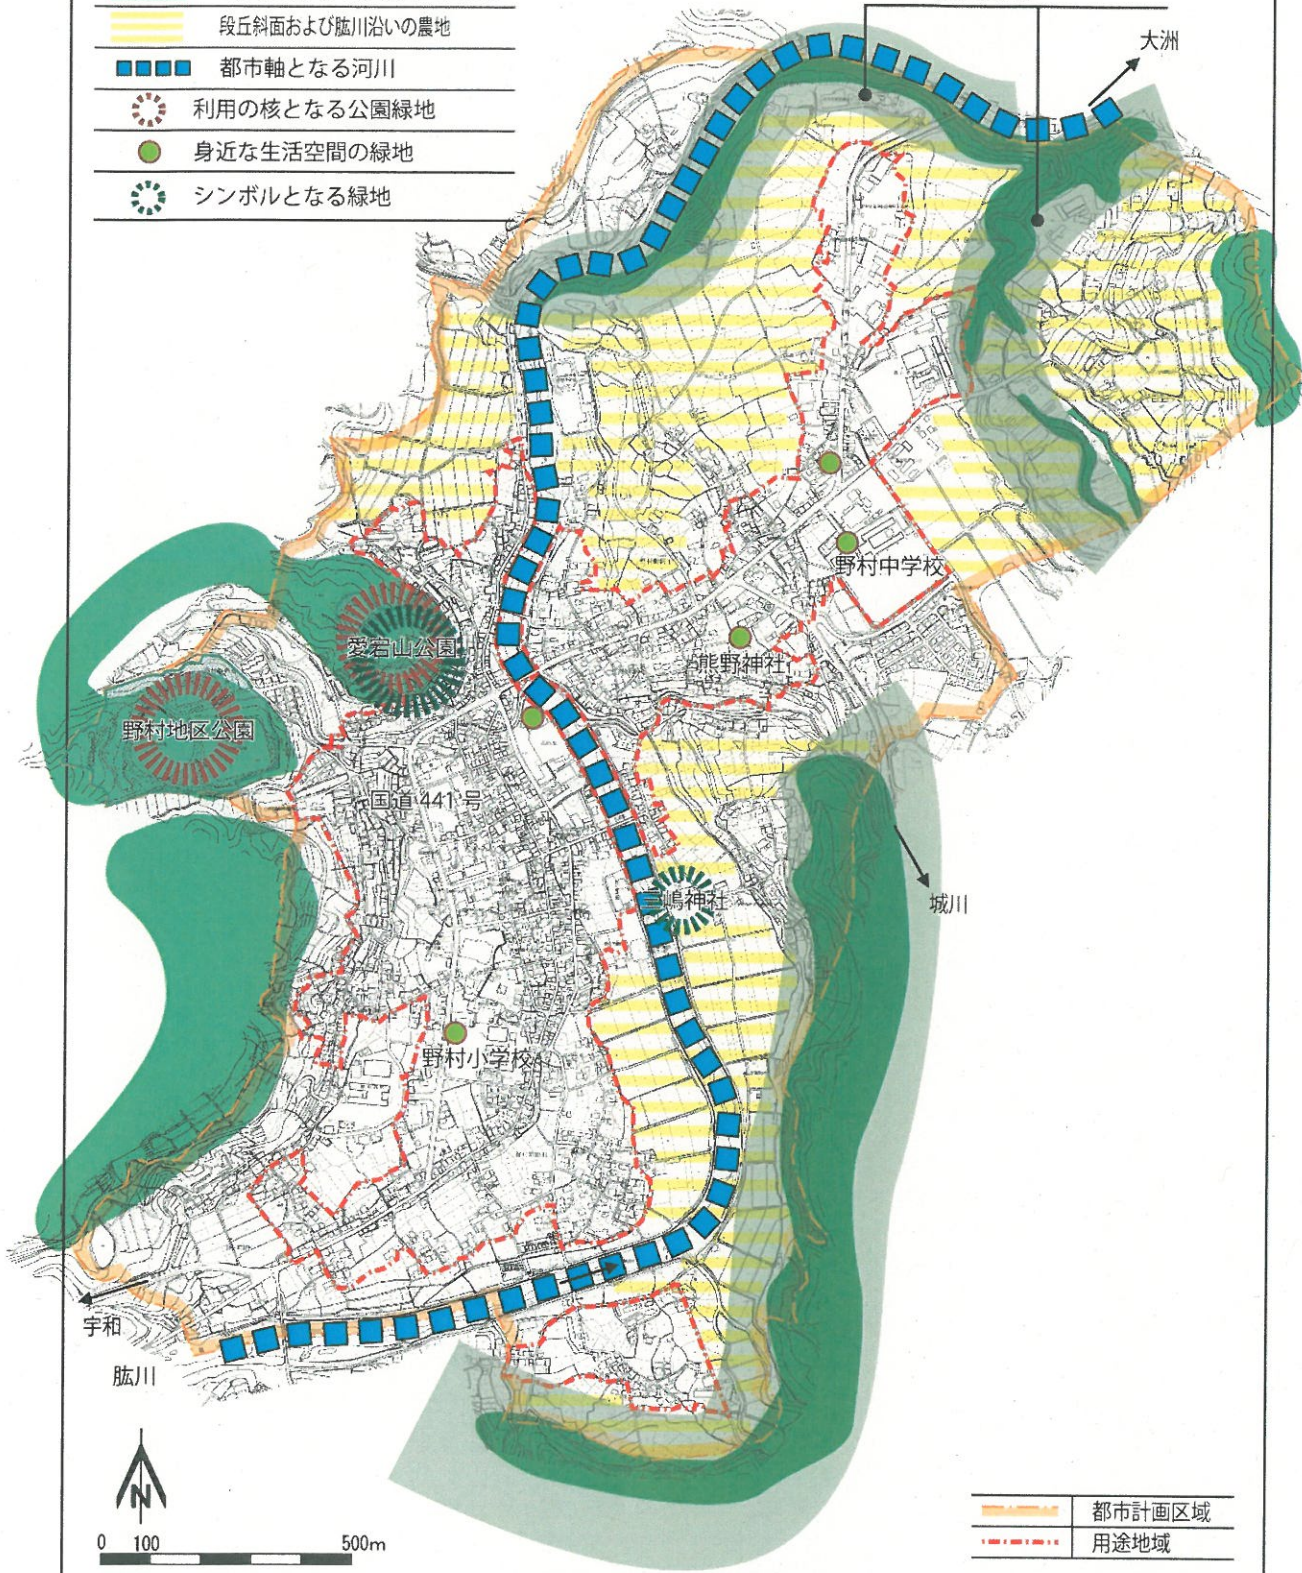 段丘斜面および肱川沿いの農地
都市軸となる河川
利用の核となる公園緑地
身近な生活空間の緑地
シンボルとなる緑地
大洲
野村中学校
愛宕山公園
熊野神社
野村地区公園
国道 441 号
三嶋神社
城川
野村小学校
宇和
肱川
N
0 100 500m
都市計画区域
用途地域